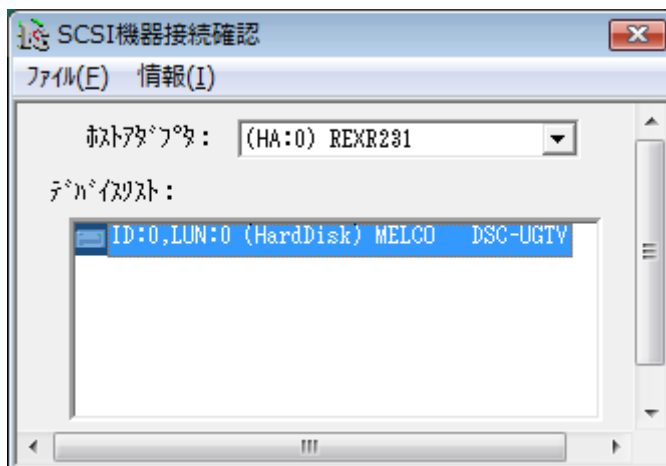 SCSI機器接続確認
ﾌｧｲﾙ(F) 情報(I)
ﾎｽﾄｱﾀﾞﾌﾟﾀ: (HA:0) REXR231
ﾃﾞﾊﾞｲｽﾘｽﾄ:
ID:0,LUN:0 (HardDisk) MELCO DSC-UGTV